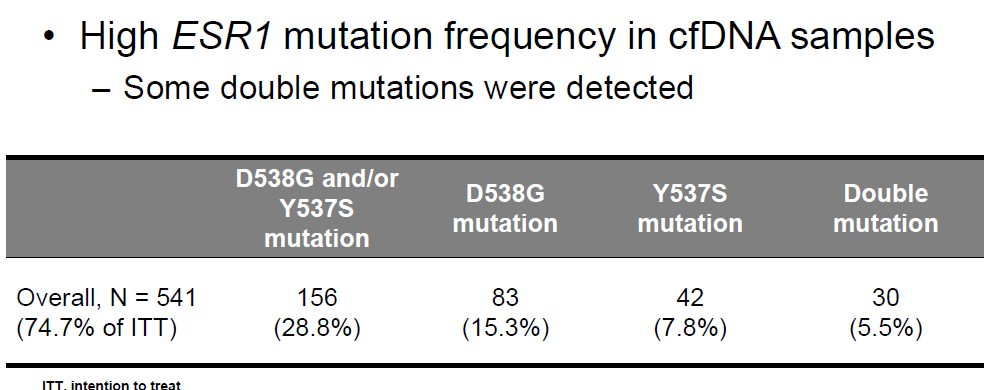 • High ESR1 mutation frequency in cfDNA samples
– Some double mutations were detected
D538G and/or Y537S mutation D538G mutation Y537S mutation Double mutation
Overall, N = 541 156 83 42 30
(74.7% of ITT) (28.8%) (15.3%) (7.8%) (5.5%)
ITT, intention to treat